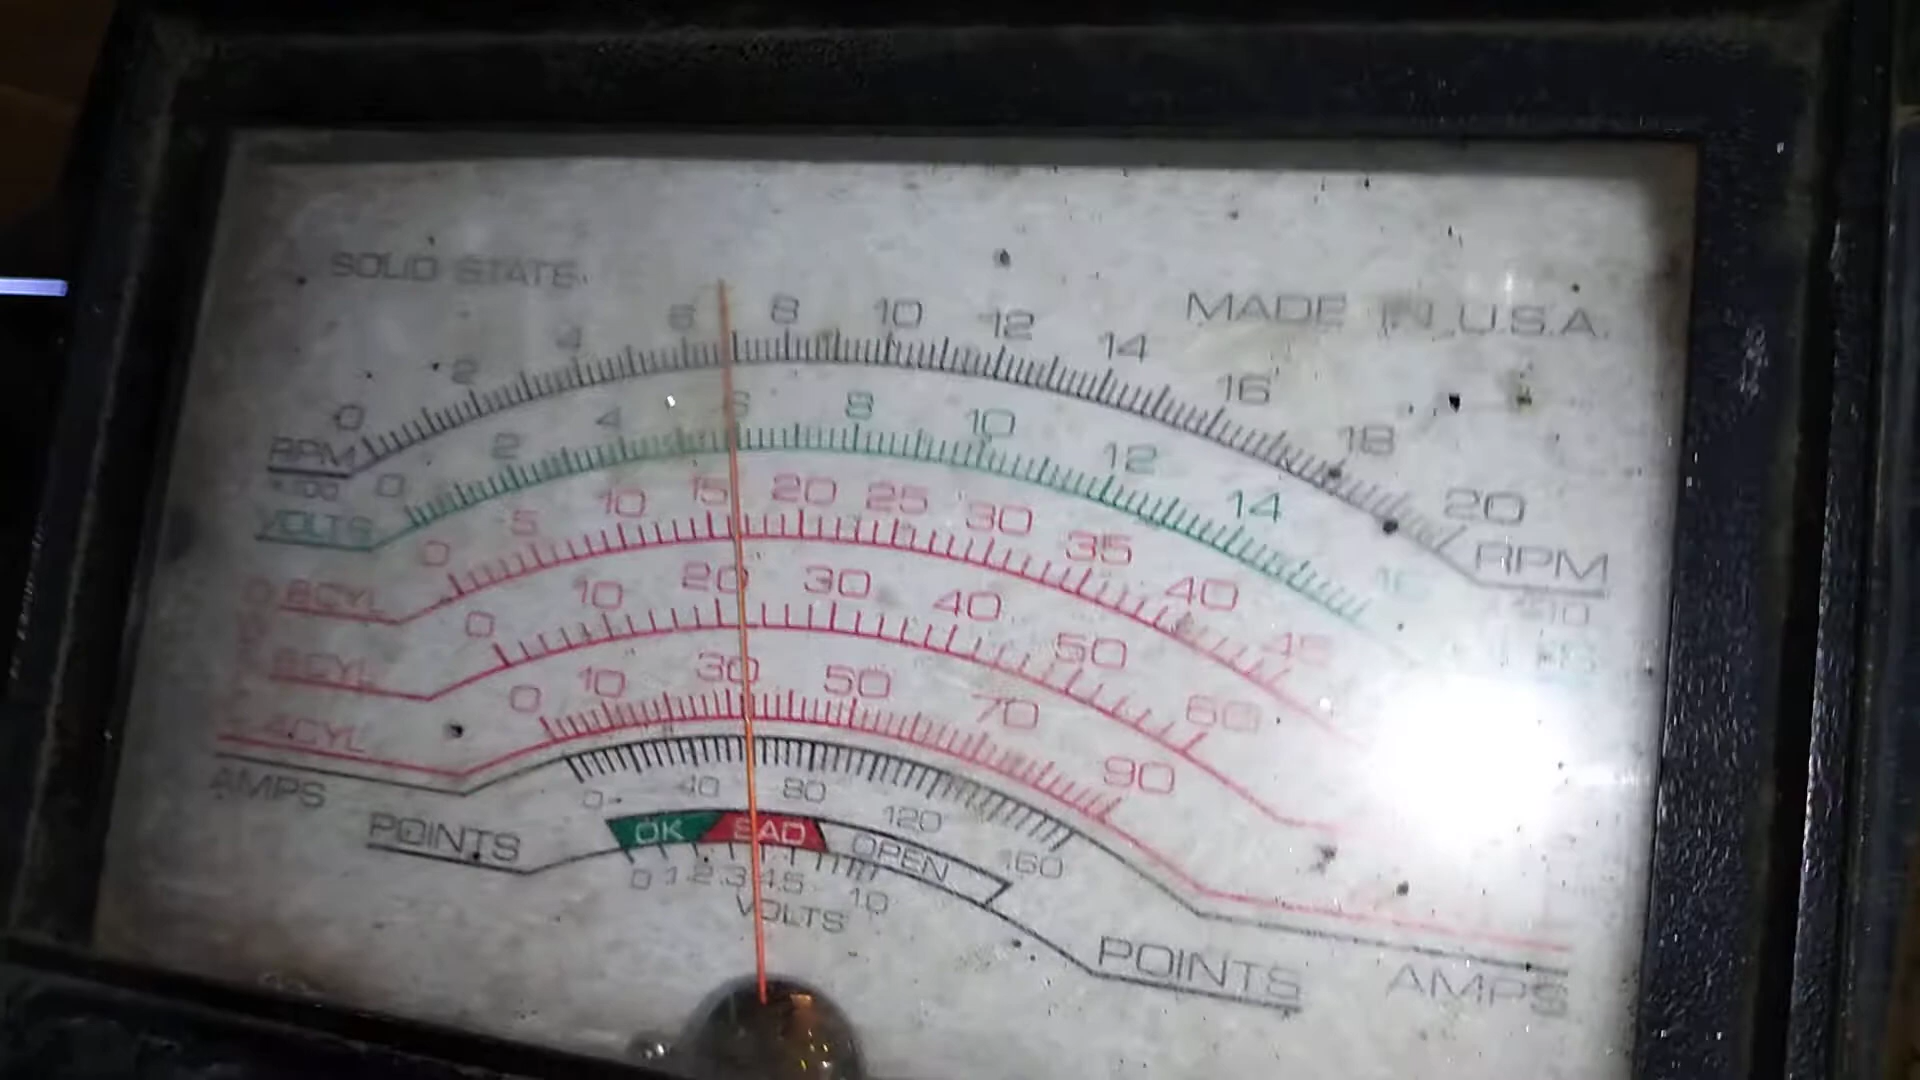 SOLID STATE
MADE IN U.S.A.
0 2 4 6 8 10 12 14 16 18 20
RPM RPM
0 2 4 6 8 10 12 14 16
VOLTS
0 5 10 15 20 25 30 35 40 45
8CYL
0 10 20 30 40 50 60
6CYL
0 10 30 50 70 90
4CYL
AMPS AMPS
0 40 80 120 160
POINTS OK BAD OPEN POINTS
0 .1 .2 .3 .4 .5 1.0
VOLTS